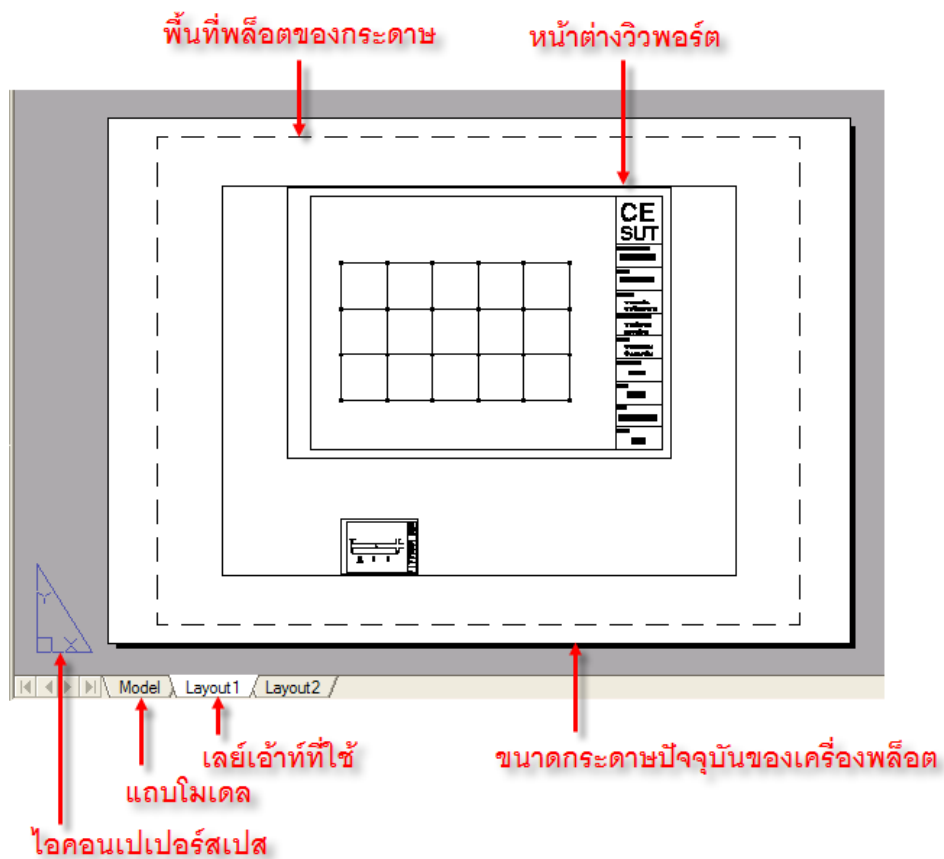 พื้นที่พล็อตของกระดาษ
หน้าต่างวิวพอร์ต
CE
SUT
Y
X
Model
Layout1
Layout2
เลย์เอ้าท์ที่ใช้
ขนาดกระดาษปัจจุบันของเครื่องพล็อต
แถบโมเดล
ไอคอนเปเปอร์สเปส